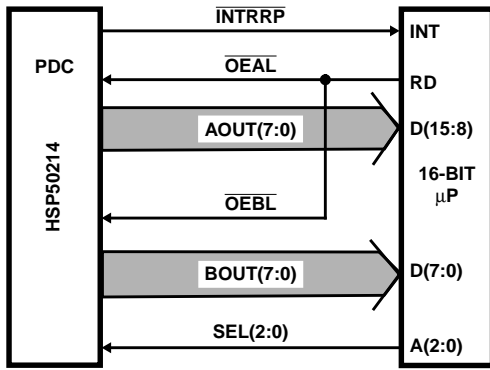 INTRRP
INT
PDC
OEAL
RD
AOUT(7:0)
D(15:8)
HSP50214
16-BIT
μP
OEBL
BOUT(7:0)
D(7:0)
SEL(2:0)
A(2:0)